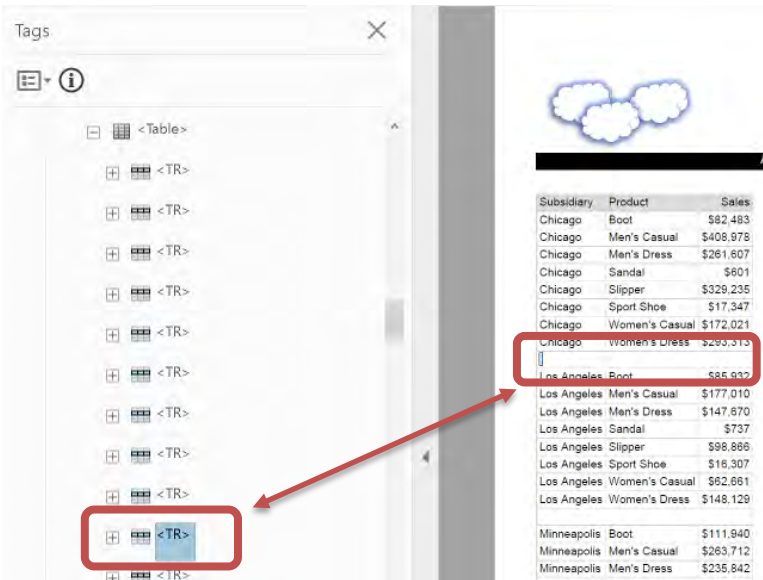 Tags
<Table>
<TR>
<TR>
<TR>
<TR>
<TR>
<TR>
<TR>
<TR>
<TR>
<TR>
<TR>
Subsidiary Product Sales
Chicago Boot $82,483
Chicago Men's Casual $408,978
Chicago Men's Dress $261,607
Chicago Sandal $601
Chicago Slipper $329,235
Chicago Sport Shoe $17,347
Chicago Women's Casual $172,021
Chicago Women's Dress $293,313
Los Angeles Boot $85,932
Los Angeles Men's Casual $177,010
Los Angeles Men's Dress $147,670
Los Angeles Sandal $737
Los Angeles Slipper $98,866
Los Angeles Sport Shoe $16,307
Los Angeles Women's Casual $62,661
Los Angeles Women's Dress $148,129
Minneapolis Boot $111,940
Minneapolis Men's Casual $263,712
Minneapolis Men's Dress $235,842